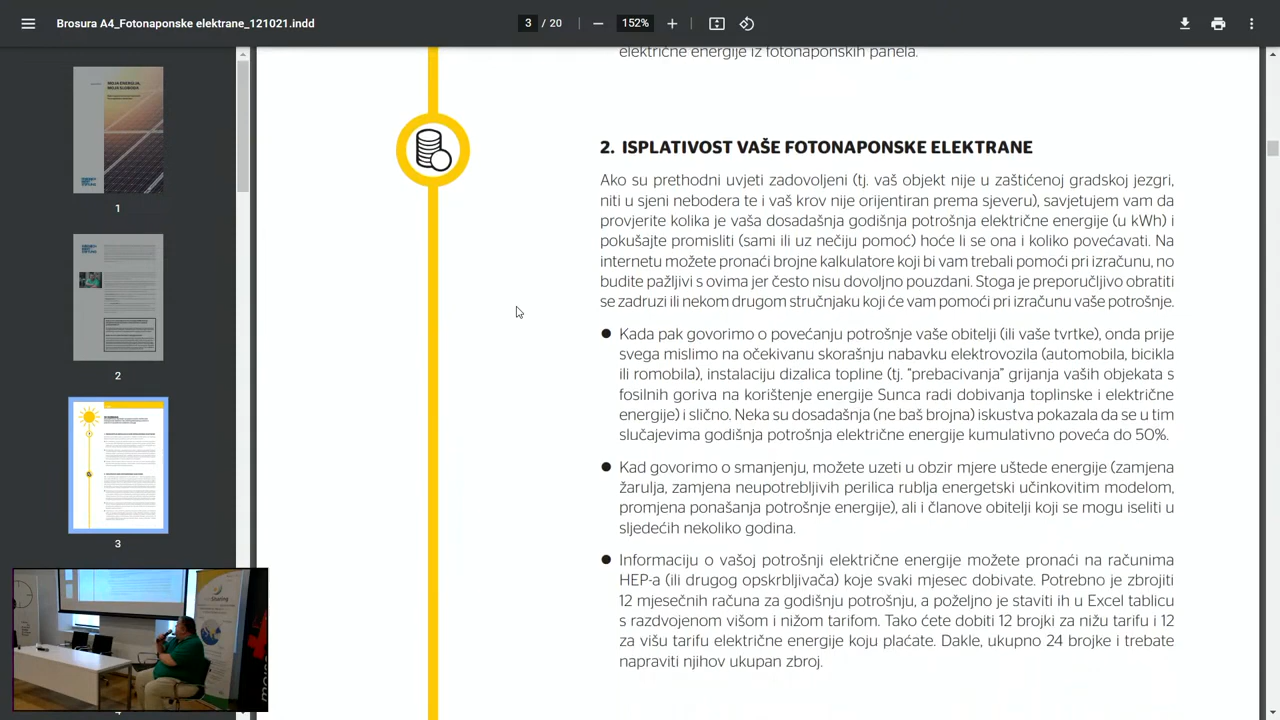 Brosura A4_Fotonaponske elektrane_121021.indd
3 / 20
152%
električne energije iz fotonaponskih panela.
2. ISPLATIVOST VAŠE FOTONAPONSKE ELEKTRANE
Ako su prethodni uvjeti zadovoljeni (tj. vaš objekt nije u zaštićenoj gradskoj jezgri,
niti u sjeni nebodera te i vaš krov nije orijentiran prema sjeveru), savjetujem vam da
provjerite kolika je vaša dosadašnja godišnja potrošnja električne energije (u kWh) i
pokušajte promisliti (sami ili uz nečiju pomoć) hoće li se ona i koliko povećavati. Na
internetu možete pronaći brojne kalkulatore koji bi vam trebali pomoći pri izračunu, no
budite pažljivi s ovima jer često nisu dovoljno pouzdani. Stoga je preporučljivo obratiti
se zadruzi ili nekom drugom stručnjaku koji će vam pomoći pri izračunu vaše potrošnje.
● Kada pak govorimo o povećanju potrošnje vaše obitelji (ili vaše tvrtke), onda prije
svega mislimo na očekivanu skorašnju nabavku elektrovozila (automobila, bicikla
ili romobila), instalaciju dizalica topline (tj. "prebacivanja" grijanja vaših objekata s
fosilnih goriva na korištenje energije Sunca radi dobivanja toplinske i električne
energije) i slično. Neka su dosadašnja (ne baš brojna) iskustva pokazala da se u tim
slučajevima godišnja potrošnja električne energije kumulativno poveća do 50%.
● Kad govorimo o smanjenju, možete uzeti u obzir mjere uštede energije (zamjena
žarulja, zamjena neupotrebljivih perilica rublja energetski učinkovitim modelom,
promjena ponašanja potrošnje energije), ali i članove obitelji koji se mogu iseliti u
sljedećih nekoliko godina.
● Informaciju o vašoj potrošnji električne energije možete pronaći na računima
HEP-a (ili drugog opskrbljivača) koje svaki mjesec dobivate. Potrebno je zbrojiti
12 mjesečnih računa za godišnju potrošnju, a poželjno je staviti ih u Excel tablicu
s razdvojenom višom i nižom tarifom. Tako ćete dobiti 12 brojki za nižu tarifu i 12
za višu tarifu električne energije koju plaćate. Dakle, ukupno 24 brojke i trebate
napraviti njihov ukupan zbroj.
MOJA ENERGIJA,
MOJA SLOBODA
1
2
3